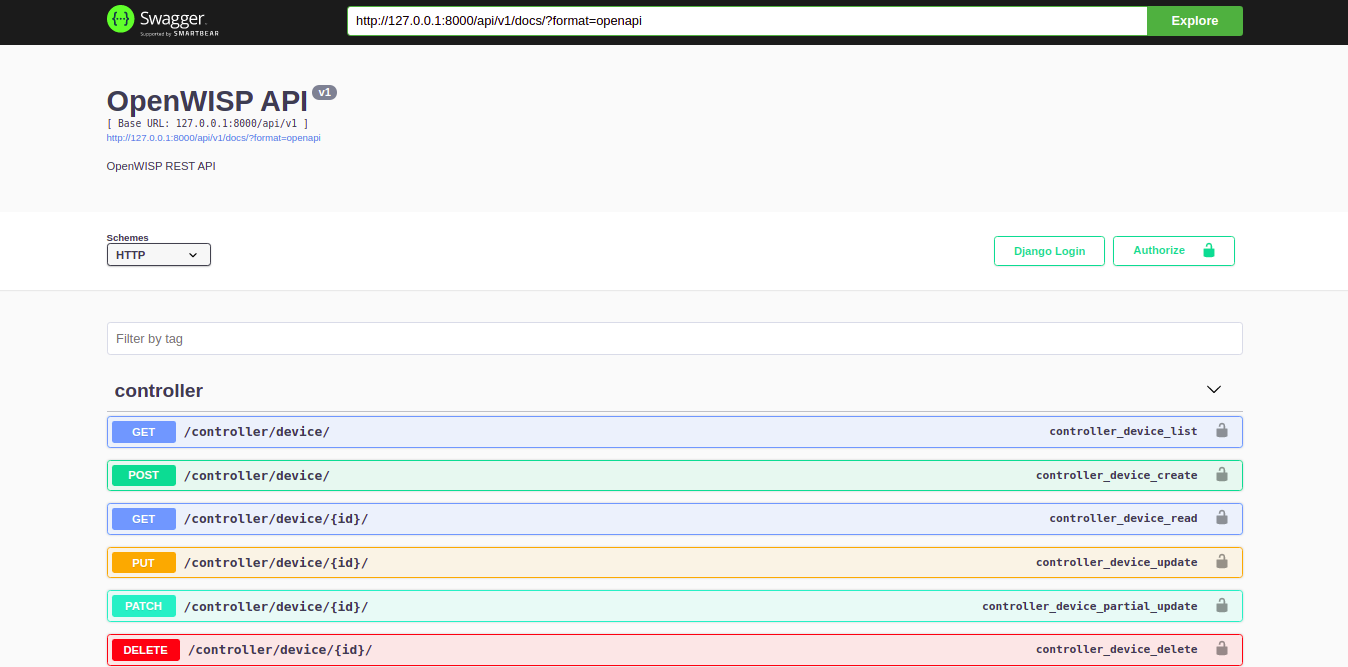 Swagger.
Supported by SMARTBEAR
http://127.0.0.1:8000/api/v1/docs/?format=openapi
Explore
OpenWISP API v1
[ Base URL: 127.0.0.1:8000/api/v1 ]
http://127.0.0.1:8000/api/v1/docs/?format=openapi
OpenWISP REST API
Schemes
HTTP
Django Login
Authorize
Filter by tag
controller
GET /controller/device/ controller_device_list
POST /controller/device/ controller_device_create
GET /controller/device/{id}/ controller_device_read
PUT /controller/device/{id}/ controller_device_update
PATCH /controller/device/{id}/ controller_device_partial_update
DELETE /controller/device/{id}/ controller_device_delete